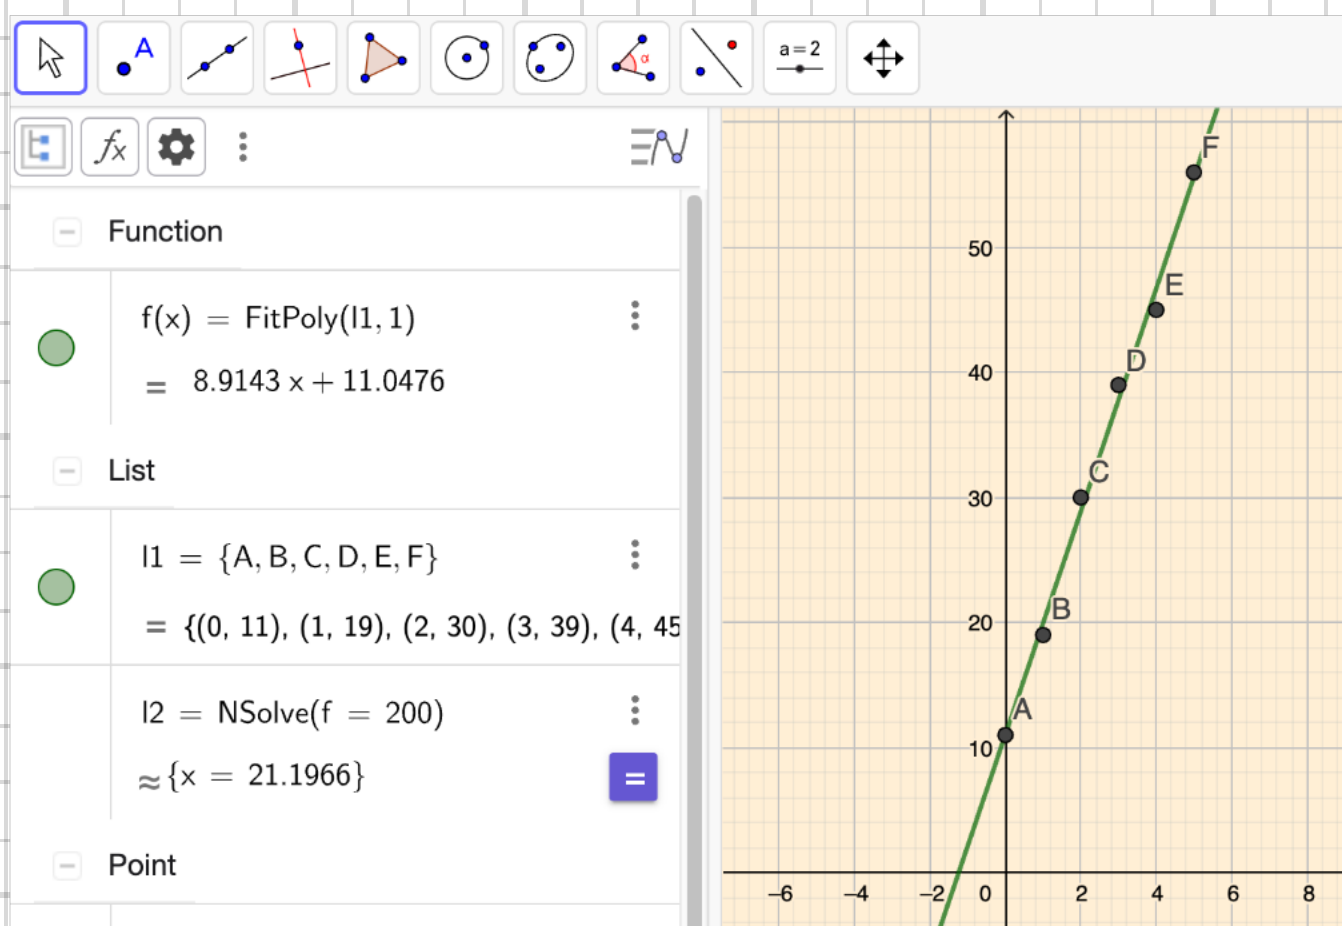 A
α
a = 2
fx
Function
f(x) = FitPoly(l1, 1)
= 8.9143 x + 11.0476
List
l1 = {A, B, C, D, E, F}
= {(0, 11), (1, 19), (2, 30), (3, 39), (4, 45
l2 = NSolve(f = 200)
≈ {x = 21.1966}
=
Point
F
50
E
D
40
C
30
B
20
A
10
−6 −4 −2 0 2 4 6 8